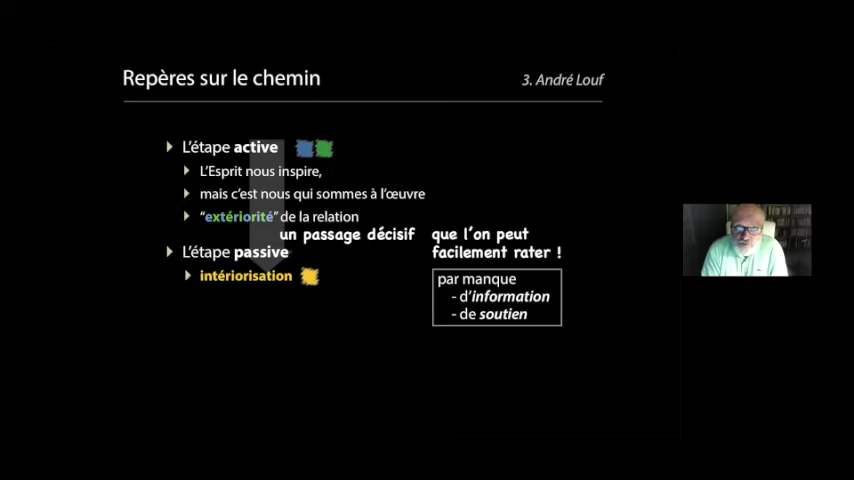 Repères sur le chemin
3. André Louf
L'étape active
L'Esprit nous inspire,
mais c'est nous qui sommes à l'œuvre
“extériorité” de la relation
un passage décisif que l'on peut
L'étape passive facilement rater !
intériorisation
par manque
- d'information
- de soutien